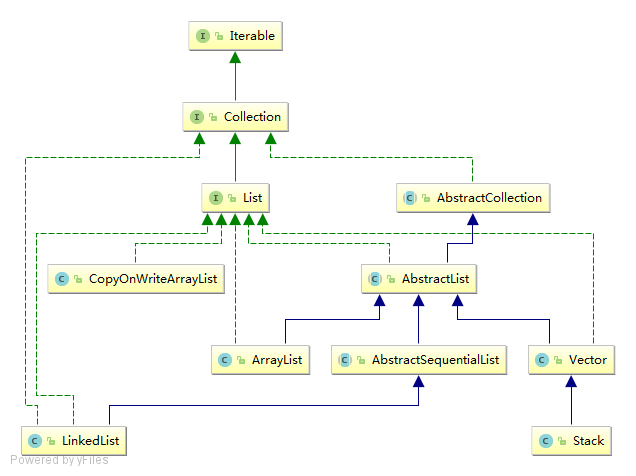 I Iterable
I Collection
I List
C AbstractCollection
C CopyOnWriteArrayList
C AbstractList
C ArrayList
C AbstractSequentialList
C Vector
C LinkedList
C Stack
Powered by yFiles